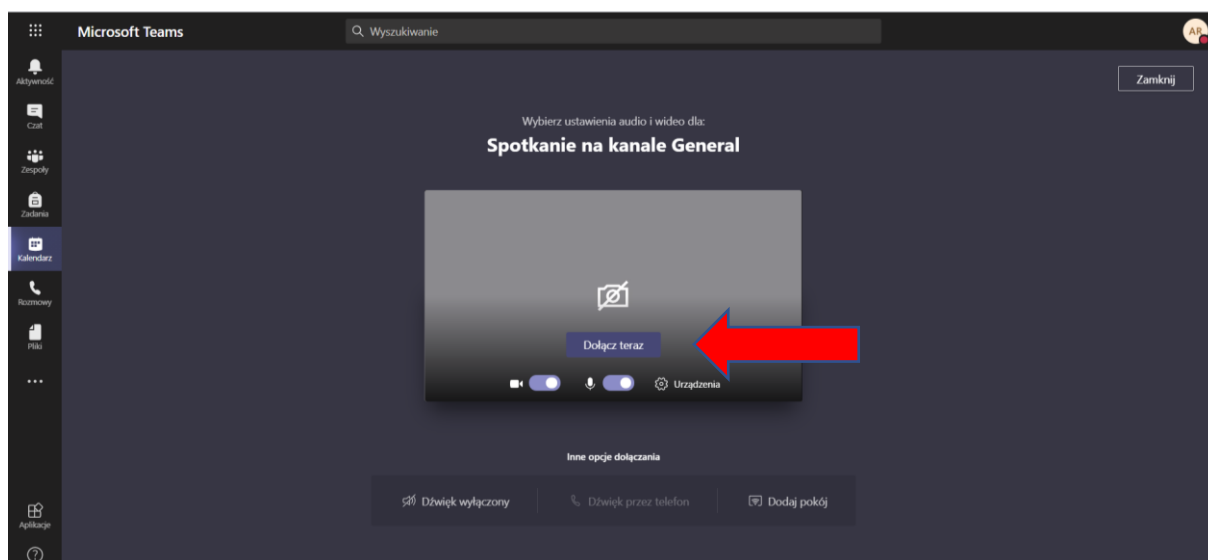 Microsoft Teams
Wyszukiwanie
AR
Aktywność
Czat
Zespoły
Zadania
Kalendarz
Rozmowy
Pliki
Aplikacje
Zamknij
Wybierz ustawienia audio i wideo dla:
Spotkanie na kanale General
Dołącz teraz
Urządzenia
Inne opcje dołączania
Dźwięk wyłączony
Dźwięk przez telefon
Dodaj pokój